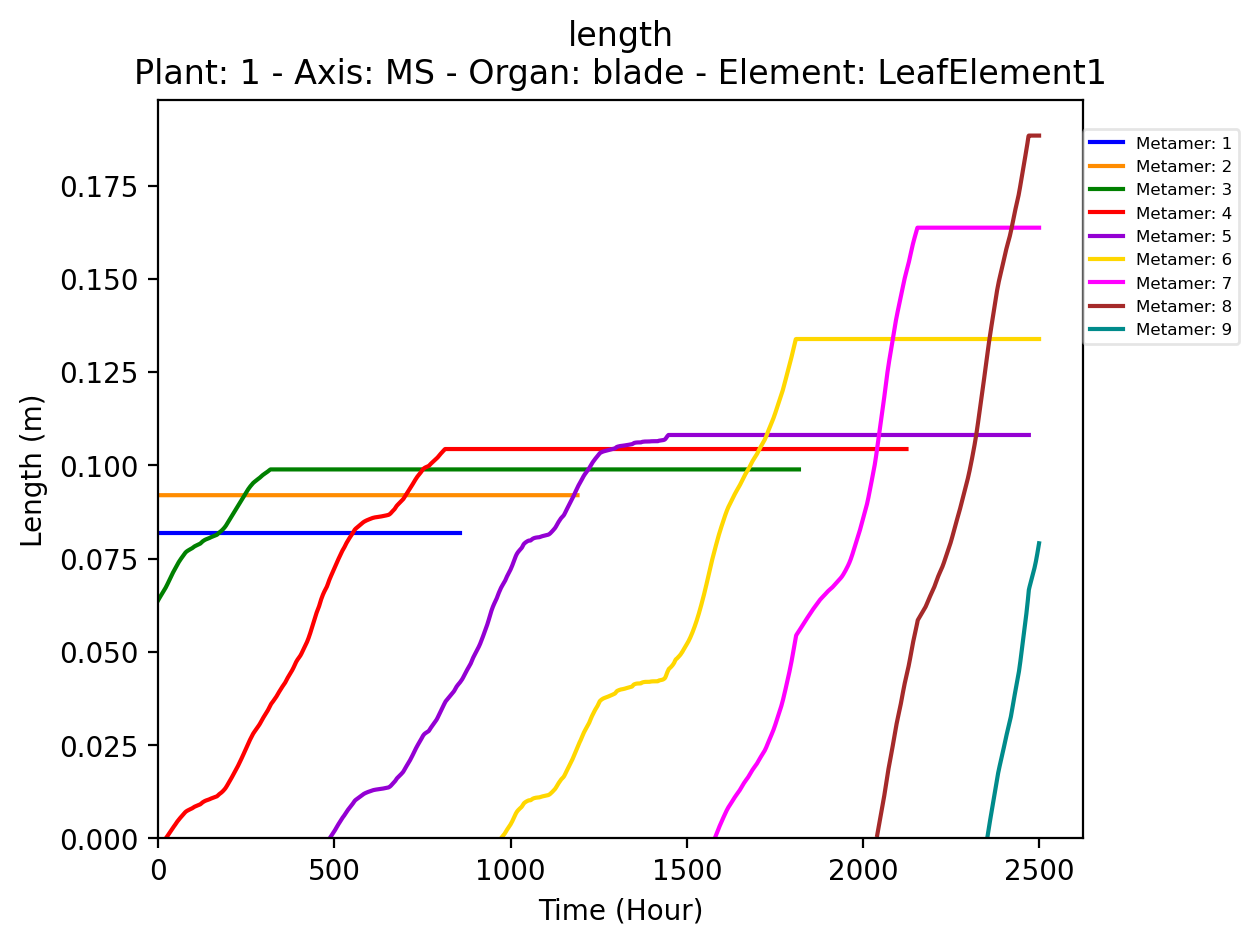 length
Plant: 1 - Axis: MS - Organ: blade - Element: LeafElement1
0.175
0.150
0.125
0.100
0.075
0.050
0.025
0.000
Length (m)
0 500 1000 1500 2000 2500
Time (Hour)
Metamer: 1
Metamer: 2
Metamer: 3
Metamer: 4
Metamer: 5
Metamer: 6
Metamer: 7
Metamer: 8
Metamer: 9